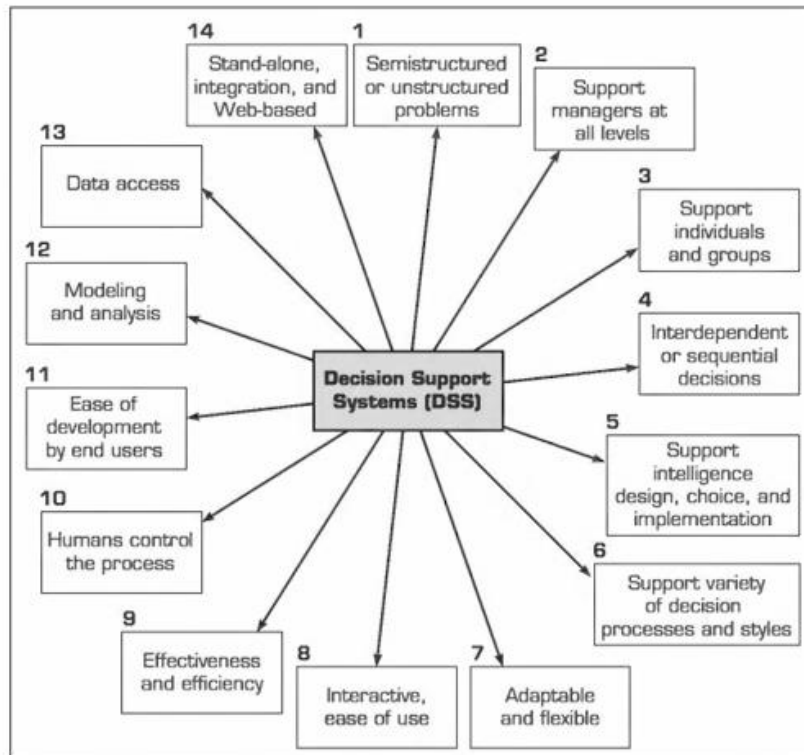 14
Stand-alone,
integration, and
Web-based
1
Semistructured
or unstructured
problems
2
Support
managers at
all levels
3
Support
individuals
and groups
4
Interdependent
or sequential
decisions
5
Support
intelligence
design, choice, and
implementation
6
Support variety
of decision
processes and styles
7
Adaptable
and flexible
8
Interactive,
ease of use
9
Effectiveness
and efficiency
10
Humans control
the process
11
Ease of
development
by end users
12
Modeling
and analysis
13
Data access
Decision Support
Systems (DSS)